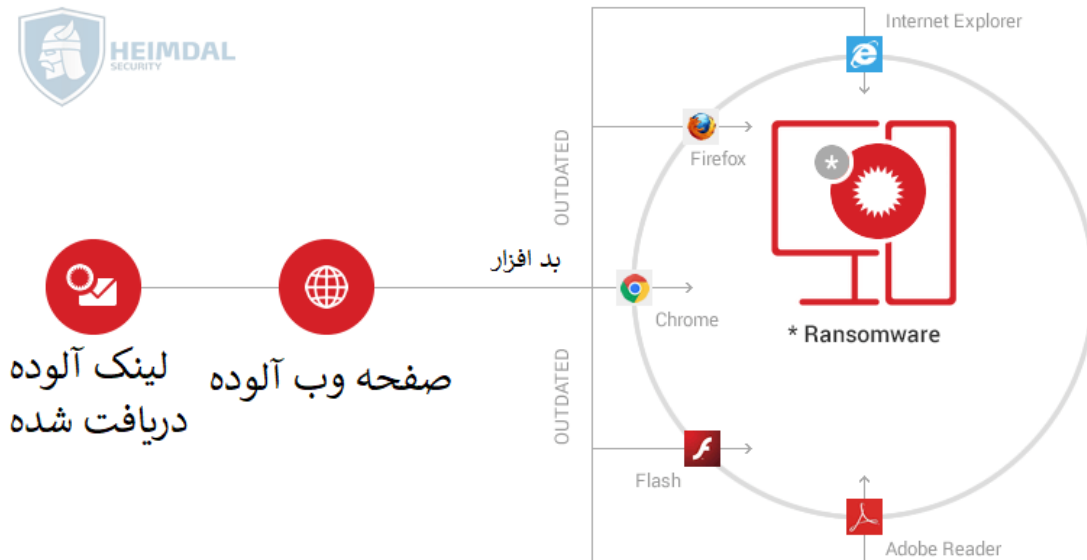 HEIMDAL
SECURITY
Internet Explorer
Firefox
OUTDATED
بد افزار
Chrome
* Ransomware
لینک آلوده
دریافت شده
صفحه وب آلوده
OUTDATED
Flash
Adobe Reader